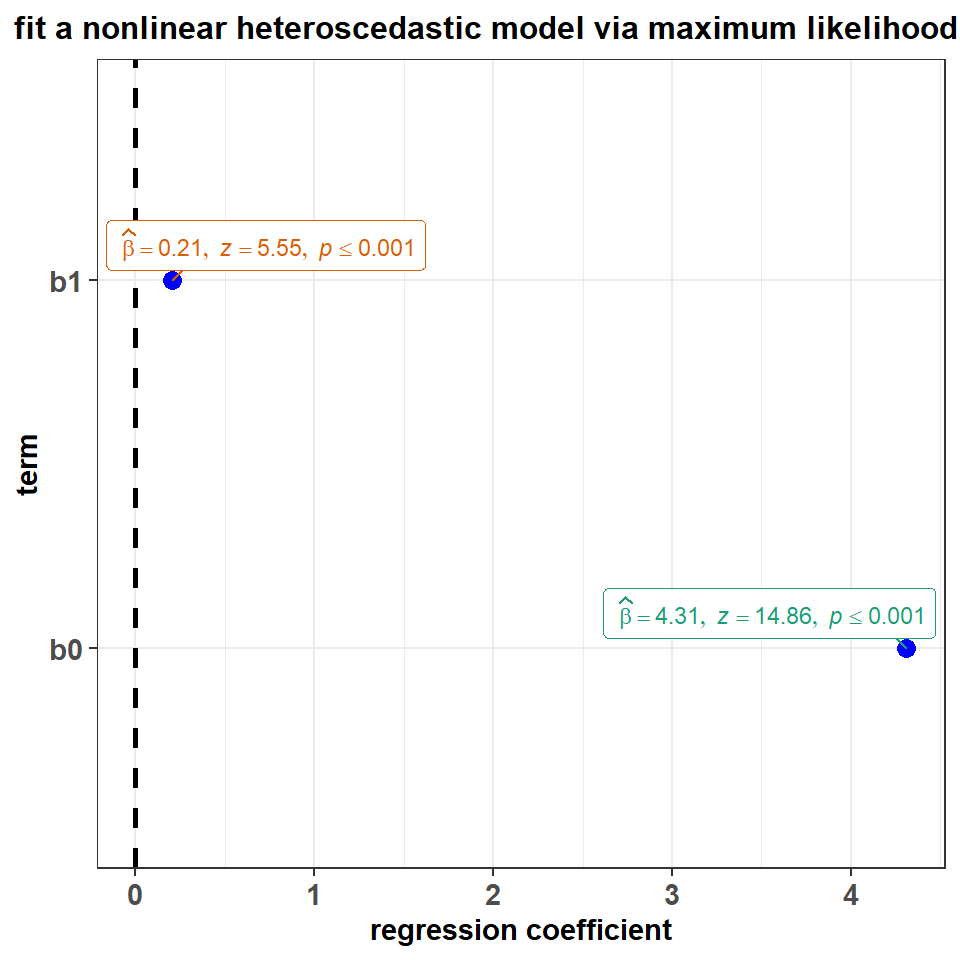 fit a nonlinear heteroscedastic model via maximum likelihood
β̂ = 0.21, z = 5.55, p ≤ 0.001
b1
term
β̂ = 4.31, z = 14.86, p ≤ 0.001
b0
0 1 2 3 4
regression coefficient